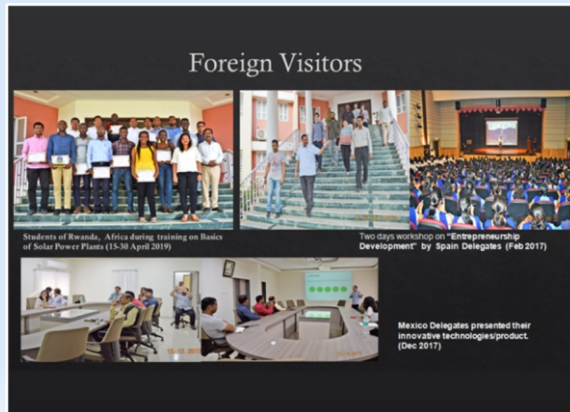 Foreign Visitors
Students of Rwanda, Africa during training on Basics
of Solar Power Plants (15-30 April 2019)
Two days workshop on "Entrepreneurship
Development" by Spain Delegates (Feb 2017)
Mexico Delegates presented their
innovative technologies/product.
(Dec 2017)